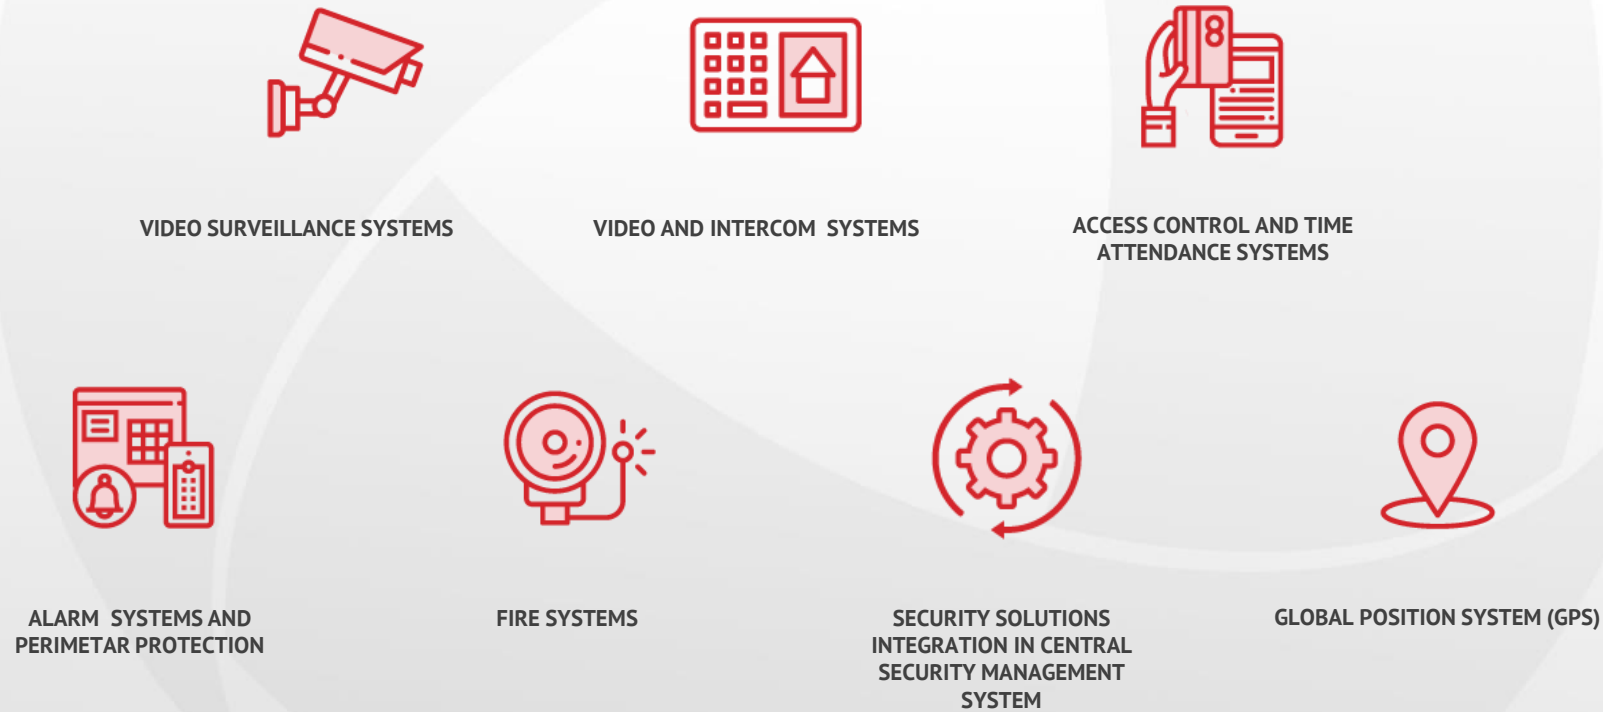 VIDEO SURVEILLANCE SYSTEMS
VIDEO AND INTERCOM  SYSTEMS
ACCESS CONTROL AND TIME
ATTENDANCE SYSTEMS
ALARM  SYSTEMS AND
PERIMETAR PROTECTION
FIRE SYSTEMS
SECURITY SOLUTIONS
INTEGRATION IN CENTRAL
SECURITY MANAGEMENT
SYSTEM
GLOBAL POSITION SYSTEM (GPS)